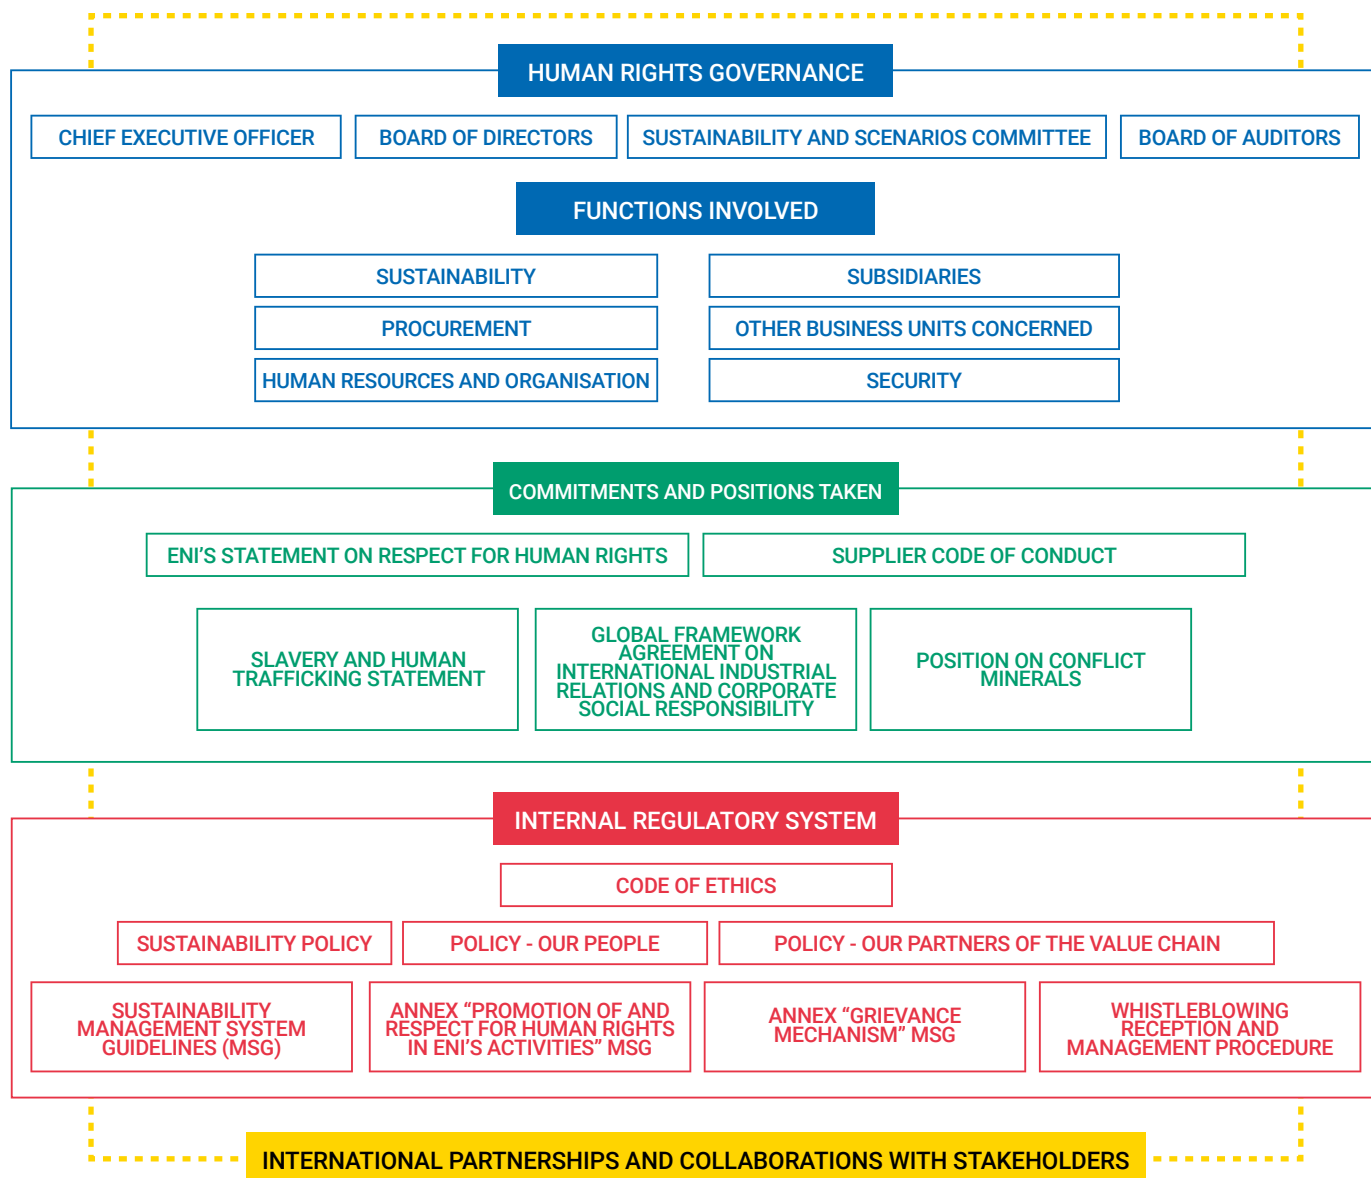 HUMAN RIGHTS GOVERNANCE
CHIEF EXECUTIVE OFFICER
BOARD OF DIRECTORS
SUSTAINABILITY AND SCENARIOS COMMITTEE
BOARD OF AUDITORS
FUNCTIONS INVOLVED
SUSTAINABILITY
SUBSIDIARIES
PROCUREMENT
OTHER BUSINESS UNITS CONCERNED
HUMAN RESOURCES AND ORGANISATION
SECURITY
COMMITMENTS AND POSITIONS TAKEN
ENI’S STATEMENT ON RESPECT FOR HUMAN RIGHTS
SUPPLIER CODE OF CONDUCT
SLAVERY AND HUMAN
TRAFFICKING STATEMENT
GLOBAL FRAMEWORK
AGREEMENT ON
INTERNATIONAL INDUSTRIAL
RELATIONS AND CORPORATE
SOCIAL RESPONSIBILITY
POSITION ON CONFLICT
MINERALS
INTERNAL REGULATORY SYSTEM
CODE OF ETHICS
SUSTAINABILITY POLICY
POLICY - OUR PEOPLE
POLICY - OUR PARTNERS OF THE VALUE CHAIN
SUSTAINABILITY
MANAGEMENT SYSTEM
GUIDELINES (MSG)
ANNEX “PROMOTION OF AND
RESPECT FOR HUMAN RIGHTS
IN ENI’S ACTIVITIES” MSG
ANNEX “GRIEVANCE
MECHANISM” MSG
WHISTLEBLOWING
RECEPTION AND
MANAGEMENT PROCEDURE
INTERNATIONAL PARTNERSHIPS AND COLLABORATIONS WITH STAKEHOLDERS